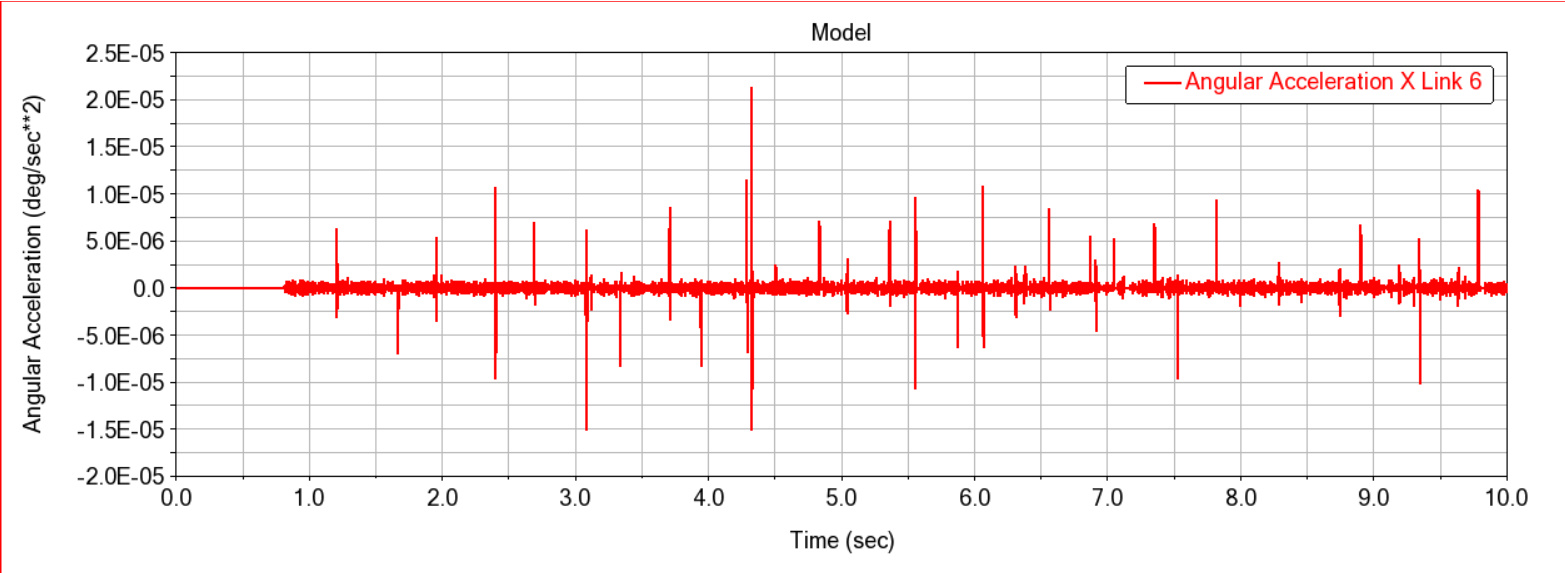 Model
Angular Acceleration (deg/sec**2)
2.5E-05
2.0E-05
1.5E-05
1.0E-05
5.0E-06
0.0
-5.0E-06
-1.0E-05
-1.5E-05
-2.0E-05
Angular Acceleration X Link 6
0.0 1.0 2.0 3.0 4.0 5.0 6.0 7.0 8.0 9.0 10.0
Time (sec)